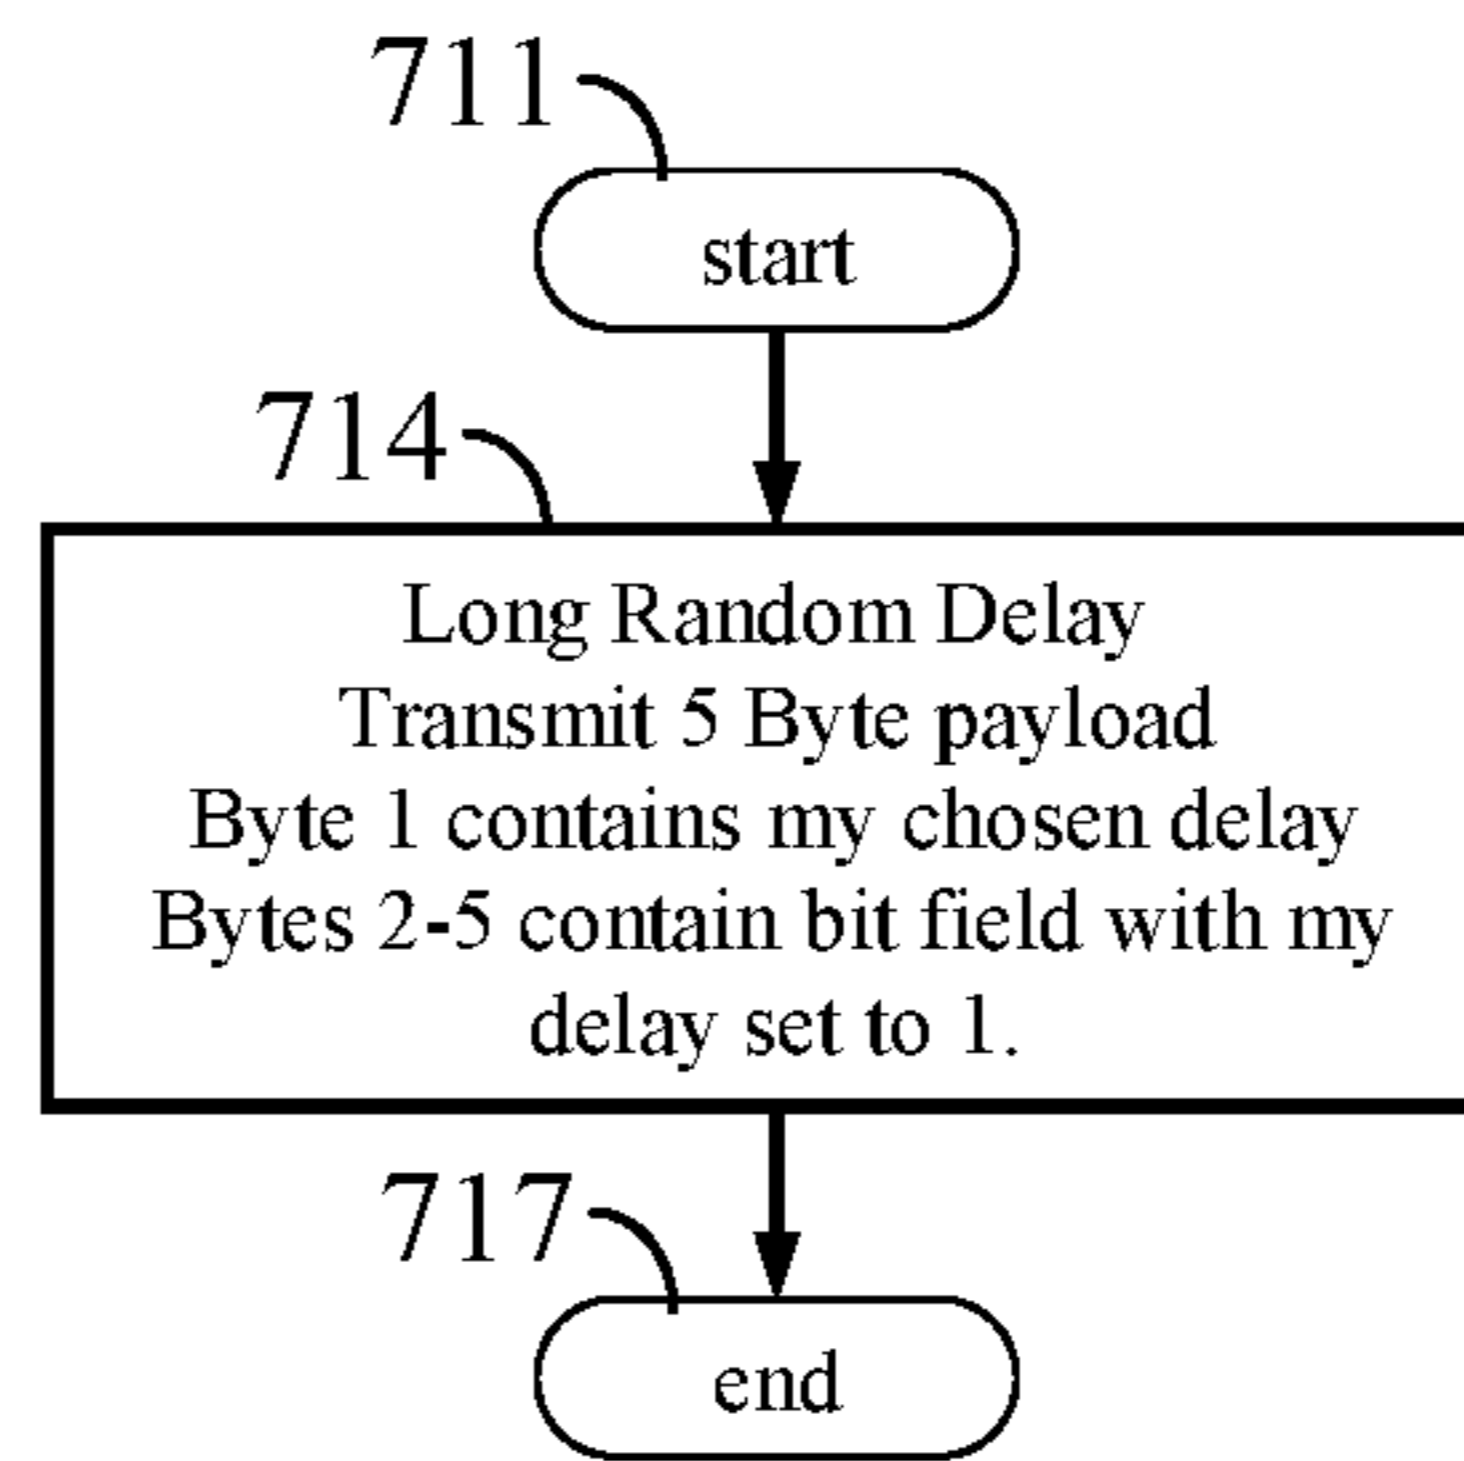 711
start
714
Long Random Delay
Transmit 5 Byte payload
Byte 1 contains my chosen delay
Bytes 2-5 contain bit field with my
delay set to 1.
717
end